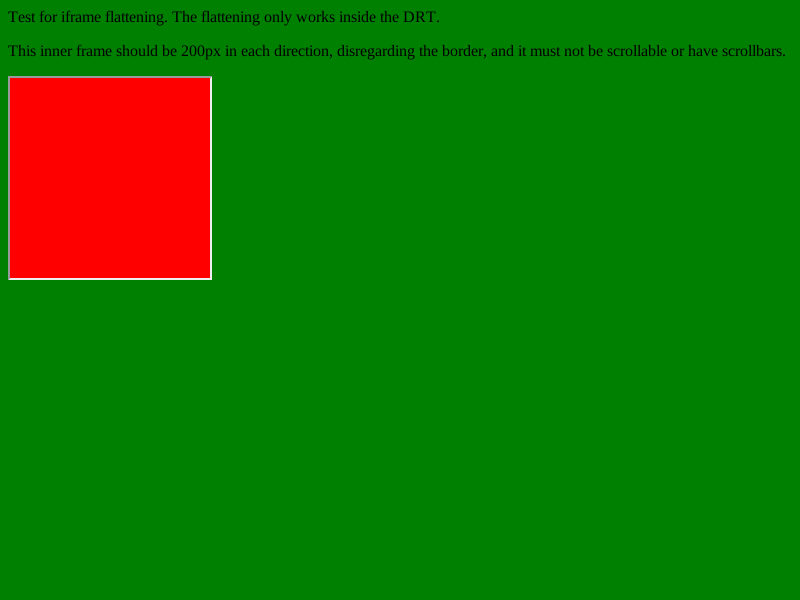 Test for iframe flattening. The flattening only works inside the DRT.
This inner frame should be 200px in each direction, disregarding the border, and it must not be scrollable or have scrollbars.